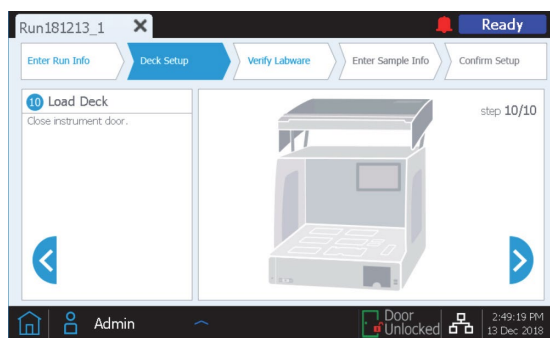 Run181213_1
Ready
Enter Run Info
Deck Setup
Verify Labware
Enter Sample Info
Confirm Setup
10 Load Deck
Close instrument door.
step 10/10
Admin
Door
Unlocked
2:49:19 PM
13 Dec 2018